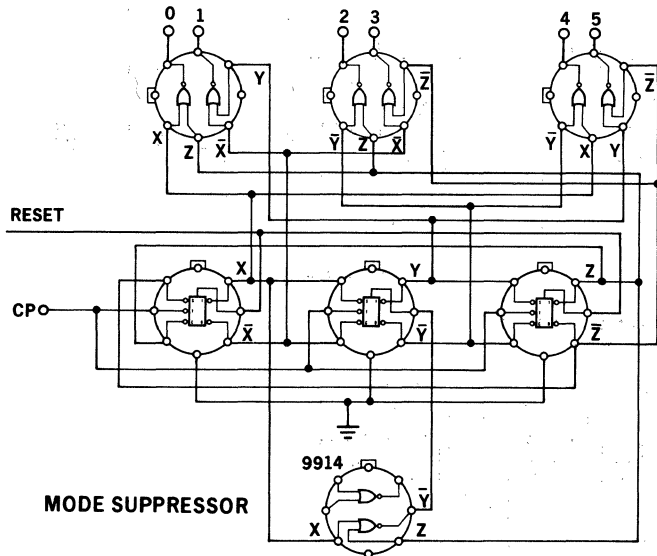 0 1 2 3 4 5
Y Z̅ Z̅
X Z X̅ Y̅ Z X̅ Y̅ X Y
RESET
X Y Z
CP
X̅ Y̅ Z̅
9914
Y̅
MODE SUPPRESSOR
X Z